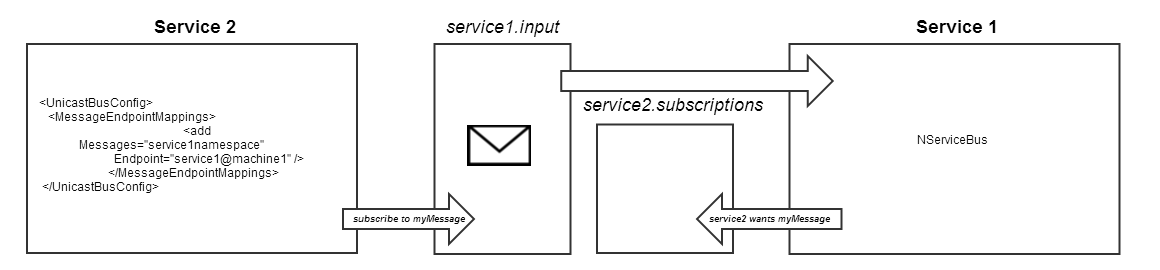 Service 2
service1.input
Service 1
<UnicastBusConfig>
<MessageEndpointMappings>
<add
Messages="service1namespace"
Endpoint="service1@machine1" />
</MessageEndpointMappings>
</UnicastBusConfig>
subscribe to myMessage
service2.subscriptions
service2 wants myMessage
NServiceBus